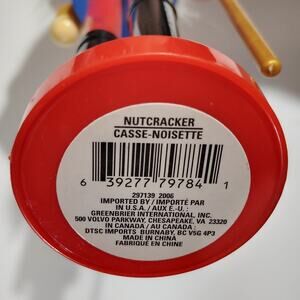 NUTCRACKER
CASSE-NOISETTE
6 39277 79784 1
297139 2006
IMPORTED BY / IMPORTÉ PAR
IN U.S.A. / AUX E.-U. :
GREENBRIER INTERNATIONAL, INC.
500 VOLVO PARKWAY, CHESAPEAKE, VA 23320
IN CANADA / AU CANADA :
DTSC IMPORTS BURNABY, BC V5G 4P3
MADE IN CHINA
FABRIQUÉ EN CHINE